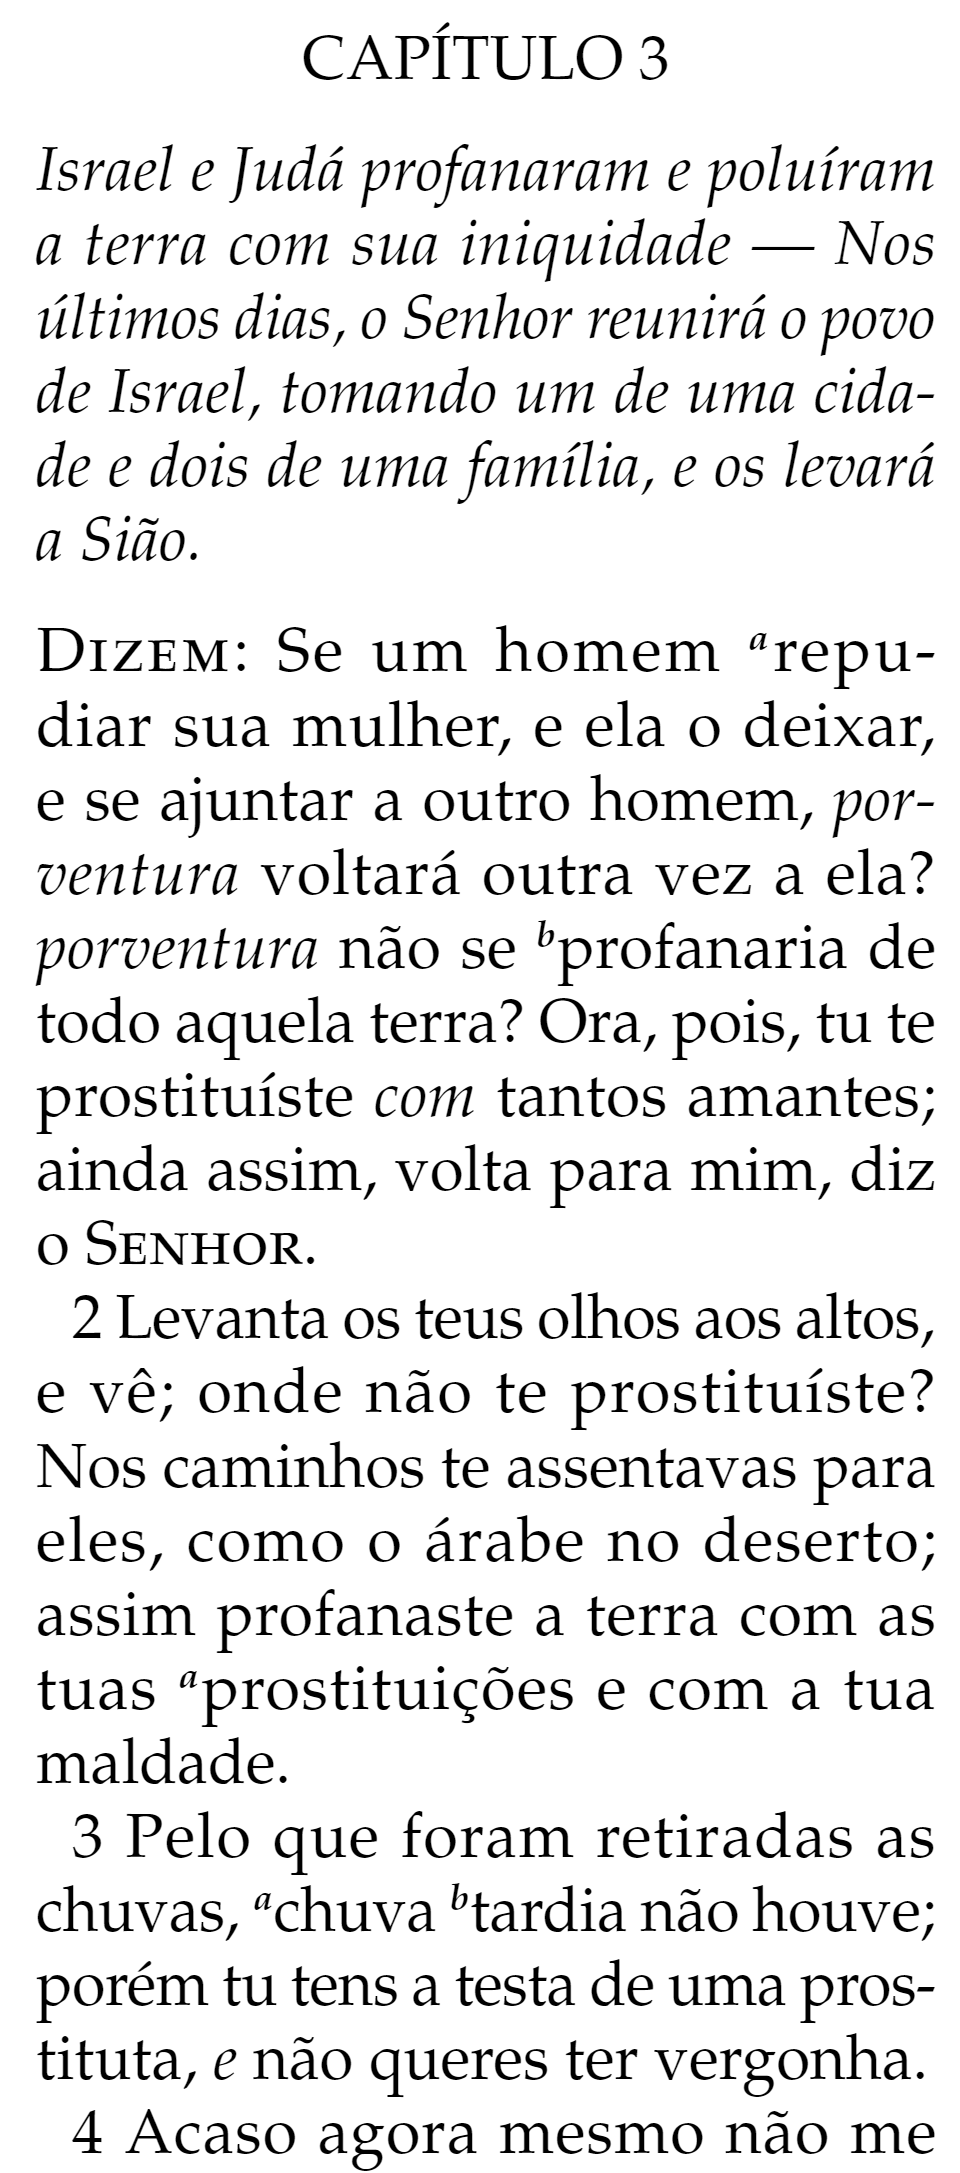 CAPÍTULO 3
Israel e Judá profanaram e poluíram
a terra com sua iniquidade — Nos
últimos dias, o Senhor reunirá o povo
de Israel, tomando um de uma cida-
de e dois de uma família, e os levará
a Sião.
DIZEM: Se um homem ᵃrepu-
diar sua mulher, e ela o deixar,
e se ajuntar a outro homem, por-
ventura voltará outra vez a ela?
porventura não se ᵇprofanaria de
todo aquela terra? Ora, pois, tu te
prostituíste com tantos amantes;
ainda assim, volta para mim, diz
o SENHOR.
2 Levanta os teus olhos aos altos,
e vê; onde não te prostituíste?
Nos caminhos te assentavas para
eles, como o árabe no deserto;
assim profanaste a terra com as
tuas ᵃprostituições e com a tua
maldade.
3 Pelo que foram retiradas as
chuvas, ᵃchuva ᵇtardia não houve;
porém tu tens a testa de uma pros-
tituta, e não queres ter vergonha.
4 Acaso agora mesmo não me